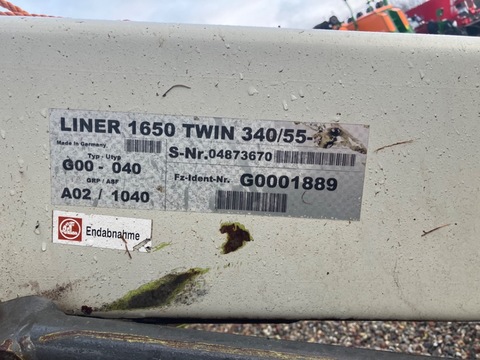 LINER 1650 TWIN 340/55-
Made in Germany
S-Nr.04873670
Typ - Utyp
G00 - 040
Fz-Ident-Nr. G0001889
GRP / ABF
A02 / 1040
Endabnahme